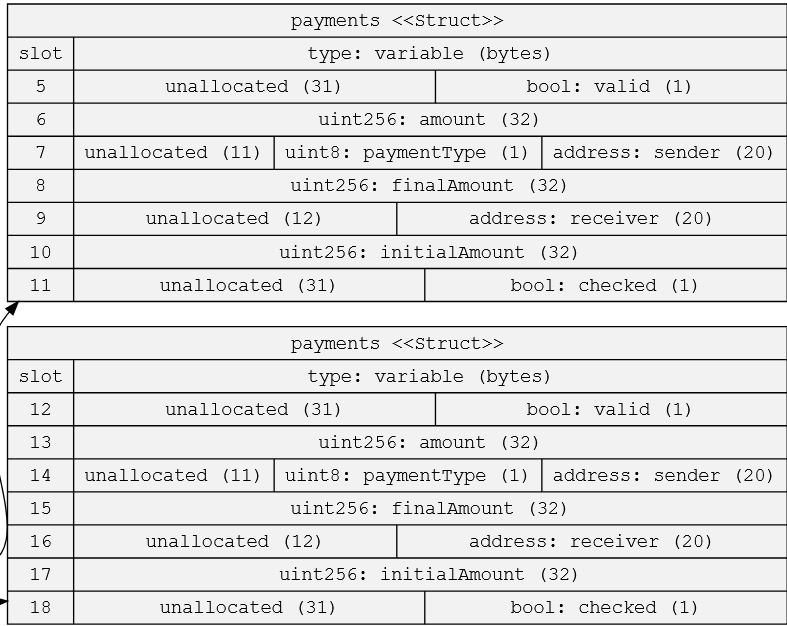 payments <<Struct>>
slot type: variable (bytes)
5 unallocated (31) bool: valid (1)
6 uint256: amount (32)
7 unallocated (11) uint8: paymentType (1) address: sender (20)
8 uint256: finalAmount (32)
9 unallocated (12) address: receiver (20)
10 uint256: initialAmount (32)
11 unallocated (31) bool: checked (1)
payments <<Struct>>
slot type: variable (bytes)
12 unallocated (31) bool: valid (1)
13 uint256: amount (32)
14 unallocated (11) uint8: paymentType (1) address: sender (20)
15 uint256: finalAmount (32)
16 unallocated (12) address: receiver (20)
17 uint256: initialAmount (32)
18 unallocated (31) bool: checked (1)